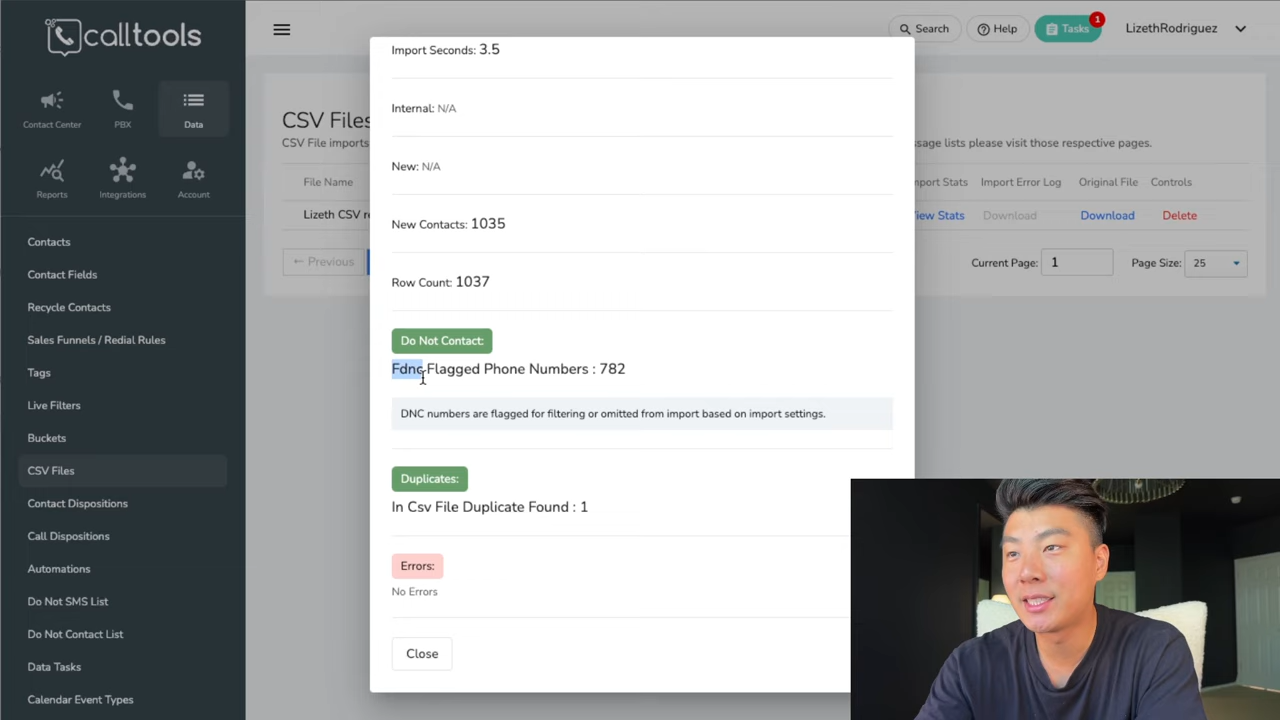 calltools
Search
Help
Tasks
1
LizethRodriguez
Contact Center
PBX
Data
Reports
Integrations
Account
Contacts
Contact Fields
Recycle Contacts
Sales Funnels / Redial Rules
Tags
Live Filters
Buckets
CSV Files
Contact Dispositions
Call Dispositions
Automations
Do Not SMS List
Do Not Contact List
Data Tasks
Calendar Event Types
CSV Files
CSV File imports
ssage lists please visit those respective pages.
File Name
mport Stats
Import Error Log
Original File
Controls
Lizeth CSV re
View Stats
Download
Download
Delete
← Previous
Current Page: 1
Page Size: 25
Import Seconds: 3.5
Internal: N/A
New: N/A
New Contacts: 1035
Row Count: 1037
Do Not Contact:
Fdnc Flagged Phone Numbers : 782
DNC numbers are flagged for filtering or omitted from import based on import settings.
Duplicates:
In Csv File Duplicate Found : 1
Errors:
No Errors
Close